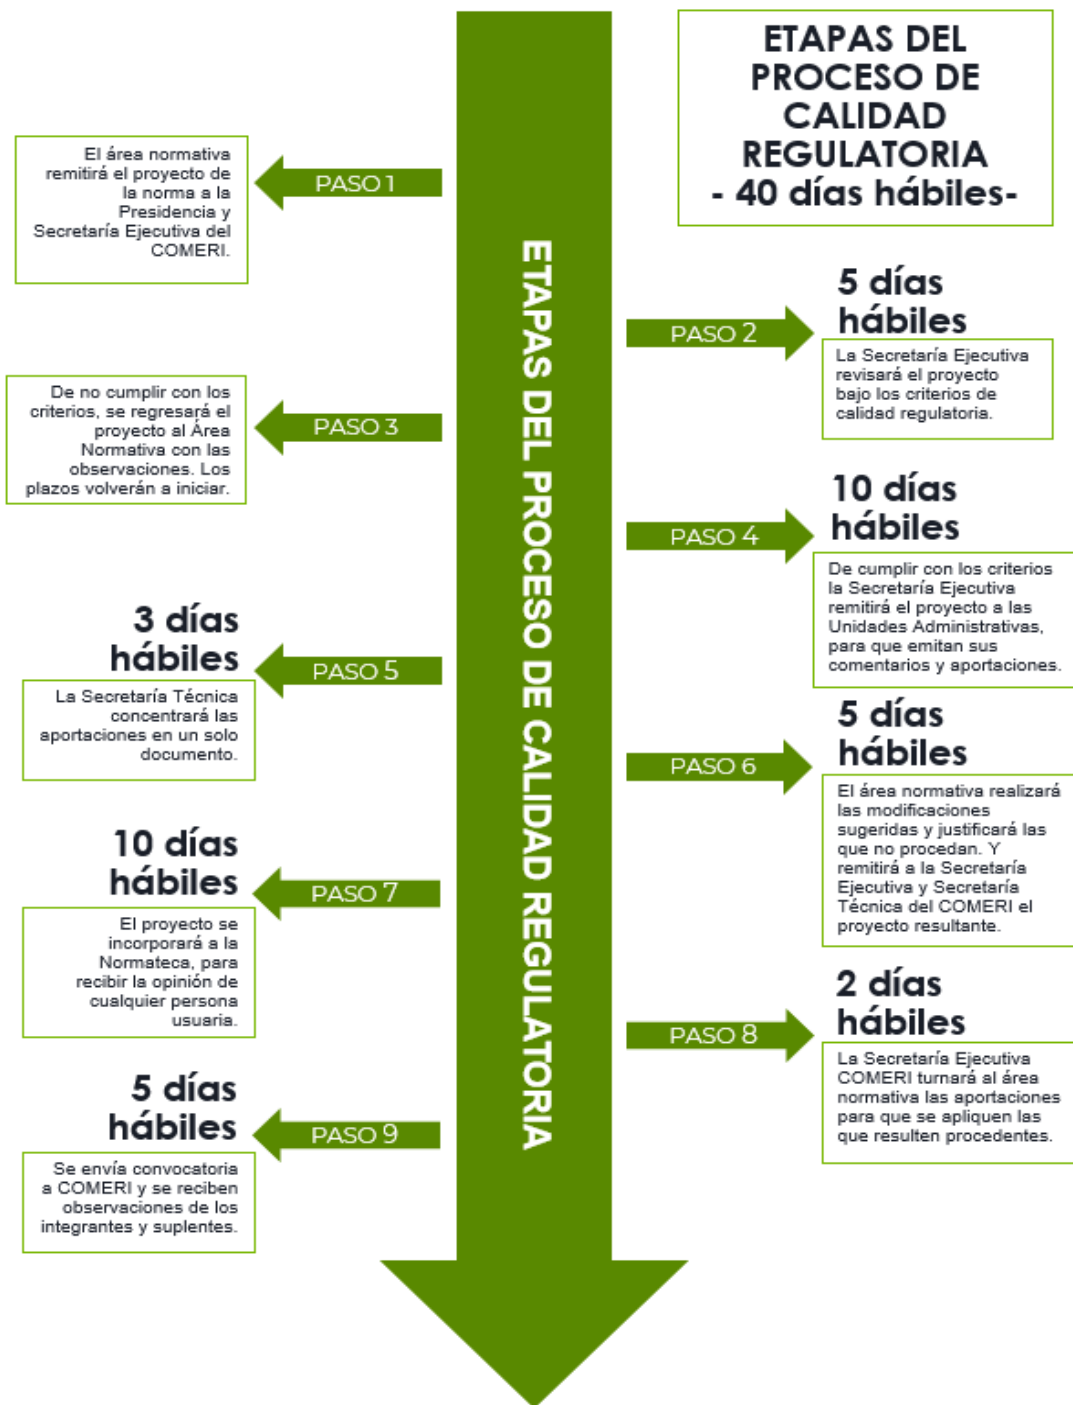 ETAPAS DEL
PROCESO DE
CALIDAD
REGULATORIA
- 40 días hábiles-
ETAPAS DEL PROCESO DE CALIDAD REGULATORIA
PASO 1
El área normativa
remitirá el proyecto de
la norma a la
Presidencia y
Secretaría Ejecutiva del
COMERI.
PASO 2
5 días
hábiles
La Secretaría Ejecutiva
revisará el proyecto
bajo los criterios de
calidad regulatoria.
PASO 3
De no cumplir con los
criterios, se regresará el
proyecto al Área
Normativa con las
observaciones. Los
plazos volverán a iniciar.
PASO 4
10 días
hábiles
De cumplir con los criterios
la Secretaría Ejecutiva
remitirá el proyecto a las
Unidades Administrativas,
para que emitan sus
comentarios y aportaciones.
PASO 5
3 días
hábiles
La Secretaría Técnica
concentrará las
aportaciones en un solo
documento.
PASO 6
5 días
hábiles
El área normativa realizará
las modificaciones
sugeridas y justificará las
que no procedan. Y
remitirá a la Secretaría
Ejecutiva y Secretaría
Técnica del COMERI el
proyecto resultante.
PASO 7
10 días
hábiles
El proyecto se
incorporará a la
Normateca, para
recibir la opinión de
cualquier persona
usuaria.
PASO 8
2 días
hábiles
La Secretaría Ejecutiva
COMERI turnará al área
normativa las aportaciones
para que se apliquen las
que resulten procedentes.
PASO 9
5 días
hábiles
Se envía convocatoria
a COMERI y se reciben
observaciones de los
integrantes y suplentes.